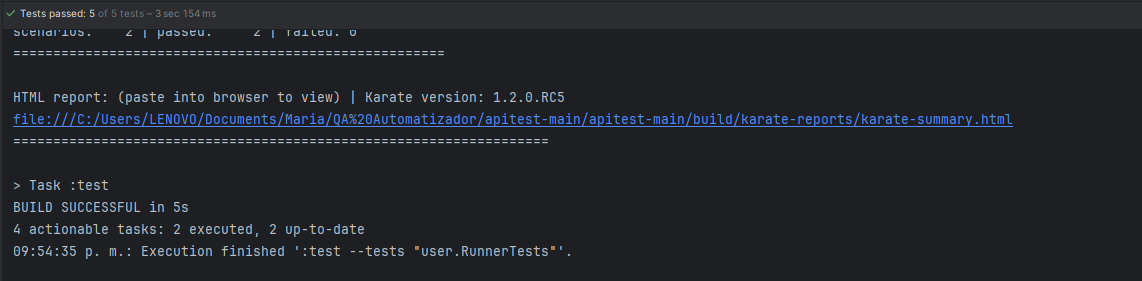 Tests passed: 5 of 5 tests – 3 sec 154 ms
scenarios: 2 | passed: 2 | failed: 0
======================================================
HTML report: (paste into browser to view) | Karate version: 1.2.0.RC5
file:///C:/Users/LENOVO/Documents/Maria/QA%20Automatizador/apitest-main/apitest-main/build/karate-reports/karate-summary.html
===================================================================
> Task :test
BUILD SUCCESSFUL in 5s
4 actionable tasks: 2 executed, 2 up-to-date
09:54:35 p. m.: Execution finished ':test --tests "user.RunnerTests"'.